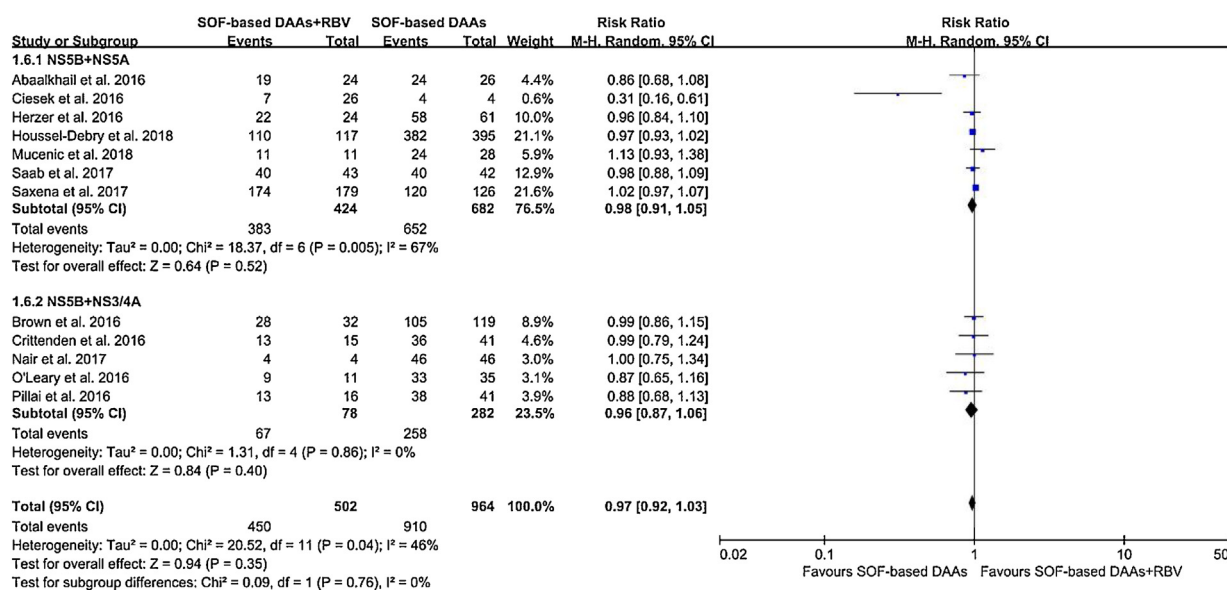 SOF-based DAAs+RBV SOF-based DAAs Risk Ratio Risk Ratio
Study or Subgroup Events Total Events Total Weight M-H. Random. 95% CI M-H. Random. 95% CI
1.6.1 NS5B+NS5A
Abaalkhail et al. 2016 19 24 24 26 4.4% 0.86 [0.68, 1.08]
Ciesek et al. 2016 7 26 4 4 0.6% 0.31 [0.16, 0.61]
Herzer et al. 2016 22 24 58 61 10.0% 0.96 [0.84, 1.10]
Houssel-Debry et al. 2018 110 117 382 395 21.1% 0.97 [0.93, 1.02]
Mucenic et al. 2018 11 11 24 28 5.9% 1.13 [0.93, 1.38]
Saab et al. 2017 40 43 40 42 12.9% 0.98 [0.88, 1.09]
Saxena et al. 2017 174 179 120 126 21.6% 1.02 [0.97, 1.07]
Subtotal (95% CI) 424 682 76.5% 0.98 [0.91, 1.05]
Total events 383 652
Heterogeneity: Tau² = 0.00; Chi² = 18.37, df = 6 (P = 0.005); I² = 67%
Test for overall effect: Z = 0.64 (P = 0.52)
1.6.2 NS5B+NS3/4A
Brown et al. 2016 28 32 105 119 8.9% 0.99 [0.86, 1.15]
Crittenden et al. 2016 13 15 36 41 4.6% 0.99 [0.79, 1.24]
Nair et al. 2017 4 4 46 46 3.0% 1.00 [0.75, 1.34]
O'Leary et al. 2016 9 11 33 35 3.1% 0.87 [0.65, 1.16]
Pillai et al. 2016 13 16 38 41 3.9% 0.88 [0.68, 1.13]
Subtotal (95% CI) 78 282 23.5% 0.96 [0.87, 1.06]
Total events 67 258
Heterogeneity: Tau² = 0.00; Chi² = 1.31, df = 4 (P = 0.86); I² = 0%
Test for overall effect: Z = 0.84 (P = 0.40)
Total (95% CI) 502 964 100.0% 0.97 [0.92, 1.03]
Total events 450 910
Heterogeneity: Tau² = 0.00; Chi² = 20.52, df = 11 (P = 0.04); I² = 46%
Test for overall effect: Z = 0.94 (P = 0.35)
Test for subgroup differences: Chi² = 0.09, df = 1 (P = 0.76), I² = 0%
0.02 0.1 1 10 50
Favours SOF-based DAAs Favours SOF-based DAAs+RBV